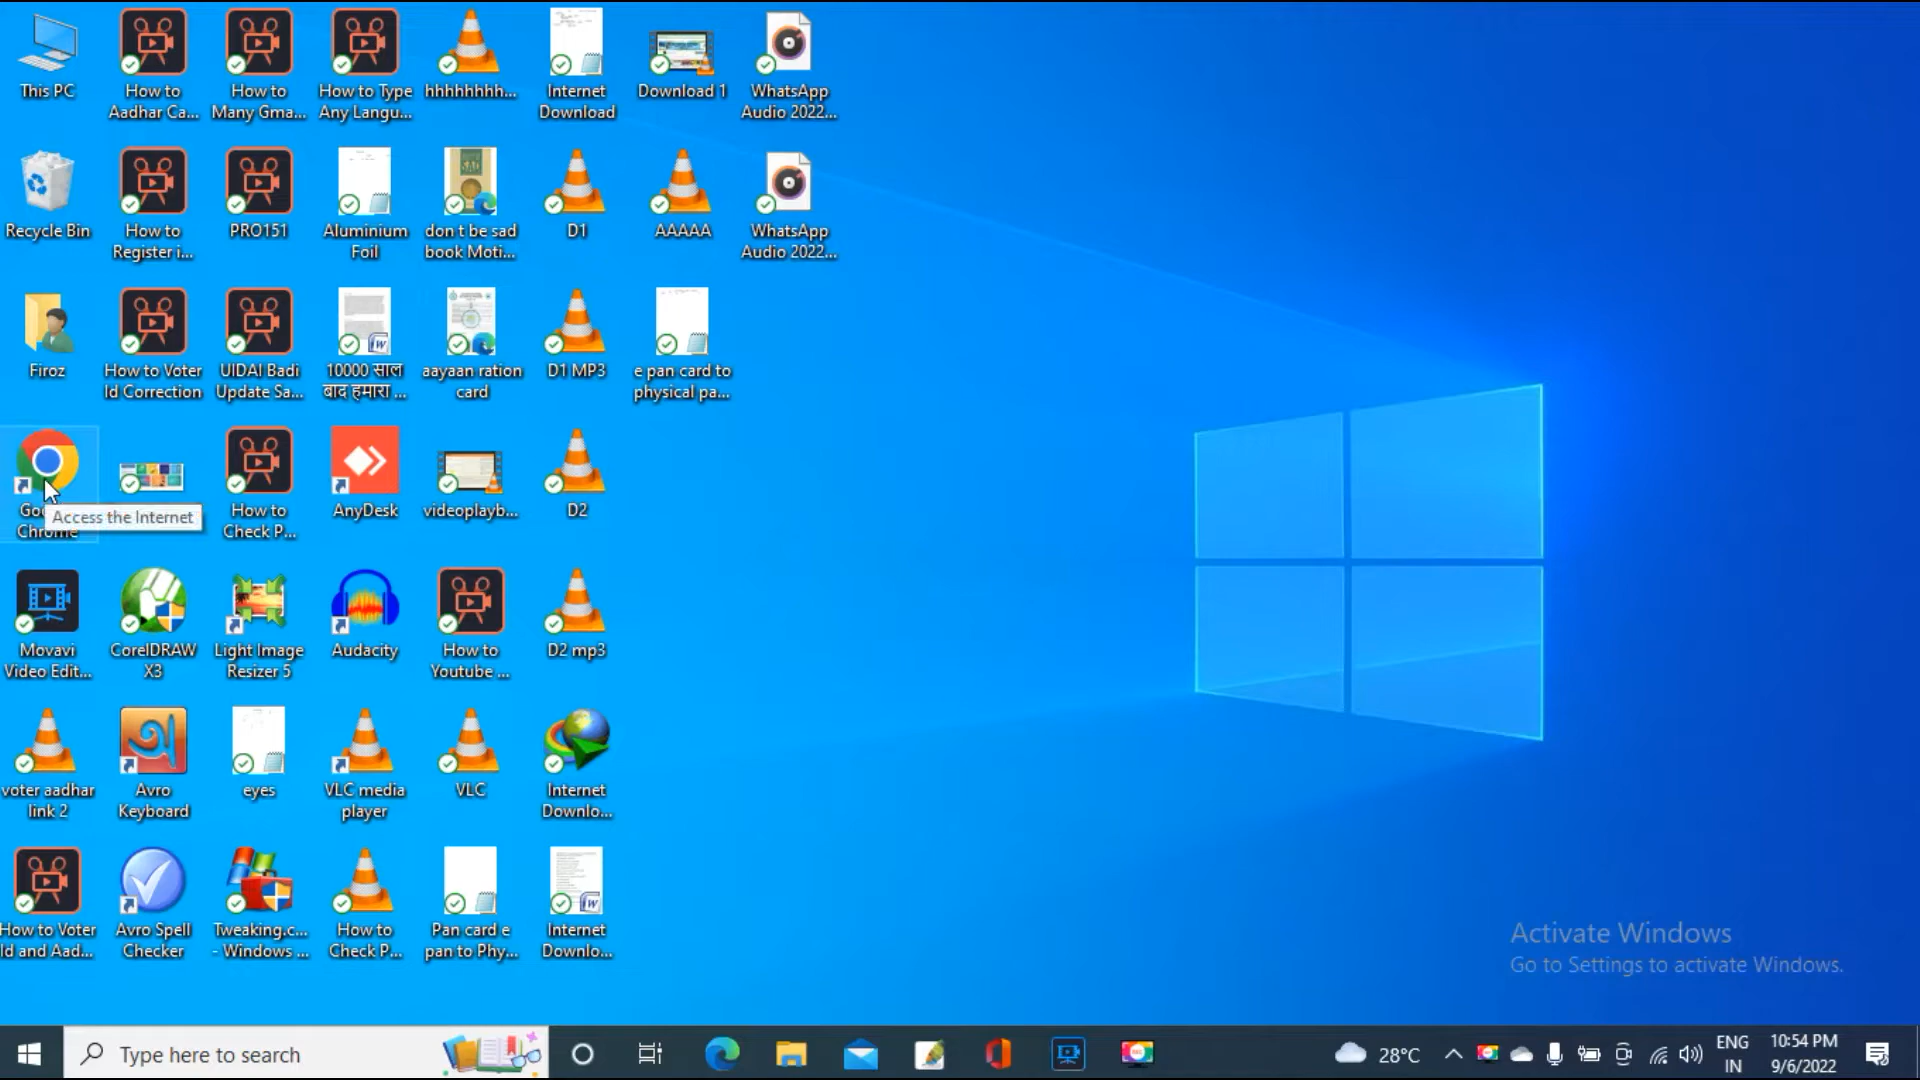 This PC
How to
Aadhar Ca...
How to
Many Gma...
How to Type
Any Langu...
hhhhhhhhh...
Internet
Download
Download 1
WhatsApp
Audio 2022...
Recycle Bin
How to
Register i...
PRO151
Aluminium
Foil
don t be sad
book Moti...
D1
AAAAA
WhatsApp
Audio 2022...
Firoz
How to Voter
Id Correction
UIDAI Badi
Update Sa...
10000 साल
बाद हमारा ...
aayaan ration
card
D1 MP3
e pan card to
physical pa...
Chrome
Access the Internet
How to
Check P...
AnyDesk
videoplayb...
D2
Movavi
Video Edit...
CorelDRAW
X3
Light Image
Resizer 5
Audacity
How to
Youtube ...
D2 mp3
voter aadhar
link 2
Avro
Keyboard
eyes
VLC media
player
VLC
Internet
Downlo...
How to Voter
Id and Aad...
Avro Spell
Checker
Tweaking.c...
- Windows ...
How to
Check P...
Pan card e
pan to Phy...
Internet
Downlo...
Activate Windows
Go to Settings to activate Windows.
Type here to search
28°C
ENG
IN
10:54 PM
9/6/2022